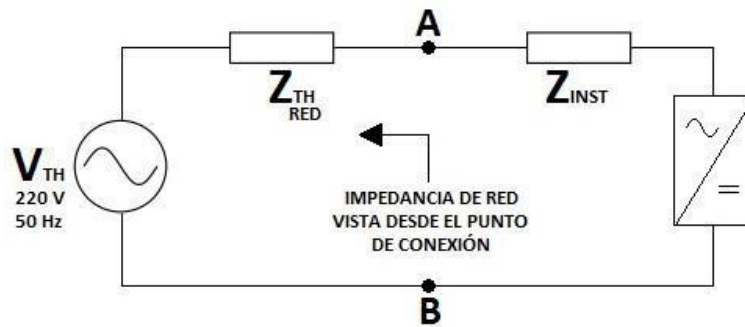 A
Z TH RED
Z INST
V TH
220 V
50 Hz
IMPEDANCIA DE RED
VISTA DESDE EL PUNTO
DE CONEXIÓN
B